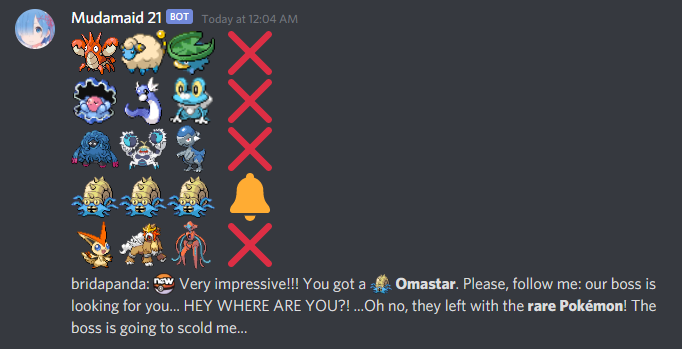 Mudamaid 21 BOT Today at 12:04 AM
bridapanda: new Very impressive!!! You got a Omastar. Please, follow me: our boss is
looking for you... HEY WHERE ARE YOU?! ...Oh no, they left with the rare Pokémon! The
boss is going to scold me...